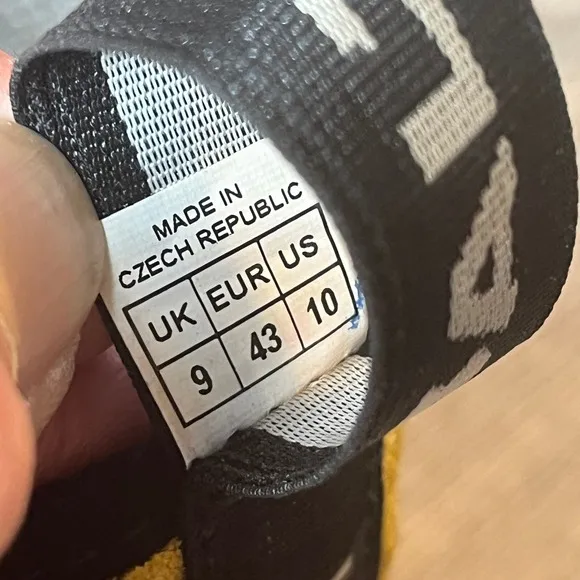 MADE IN
CZECH REPUBLIC
UK EUR US
9 43 10